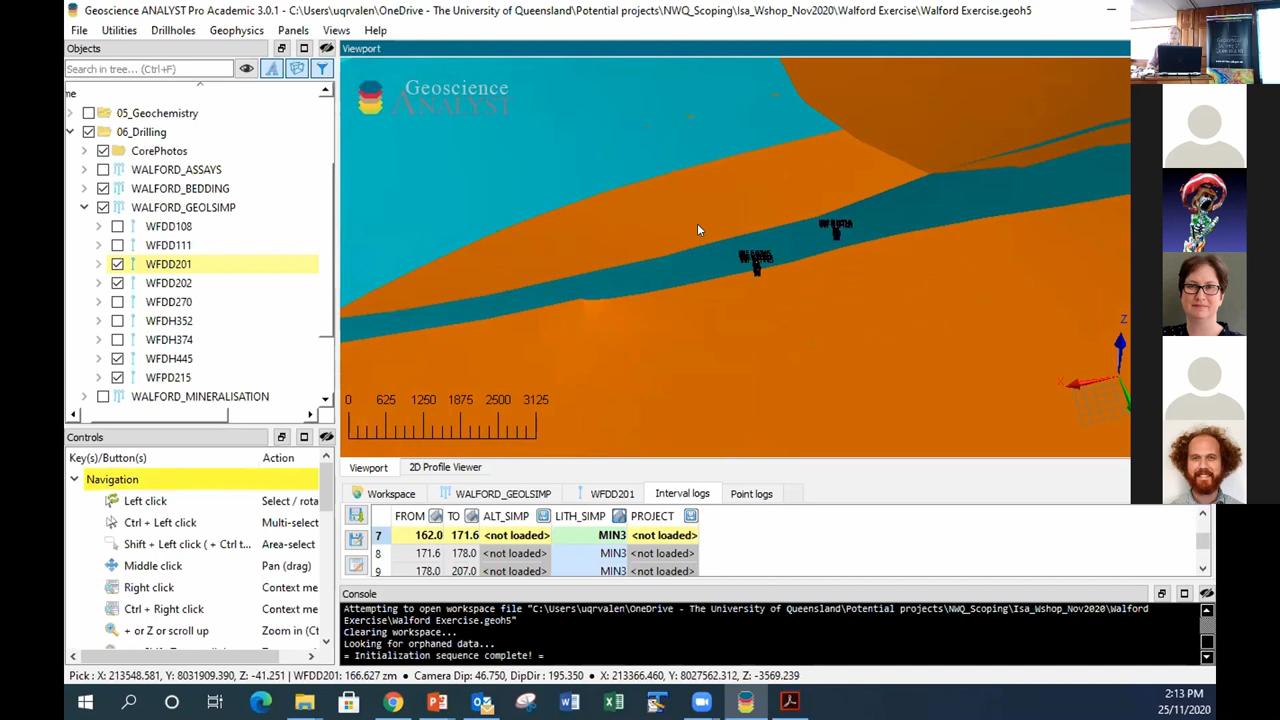 Geoscience ANALYST Pro Academic 3.0.1 - C:\Users\uqrvalen\OneDrive - The University of Queensland\Potential projects\NWQ_Scoping\Isa_Wshop_Nov2020\Walford Exercise\Walford Exercise.geoh5
File Utilities Drillholes Geophysics Panels Views Help
Objects
Viewport
Search in tree... (Ctrl+F)
me
05_Geochemistry
06_Drilling
CorePhotos
WALFORD_ASSAYS
WALFORD_BEDDING
WALFORD_GEOLSIMP
WFDD108
WFDD111
WFDD201
WFDD202
WFDD270
WFDH352
WFDH374
WFDH445
WFPD215
WALFORD_MINERALISATION
Geoscience
ANALYST
Z
X
0 625 1250 1875 2500 3125
Controls
Key(s)/Button(s) Action
Navigation
Left click Select / rota
Ctrl + Left click Multi-select
Shift + Left click ( + Ctrl t... Area-select
Middle click Pan (drag)
Right click Context me
Ctrl + Right click Context me
+ or Z or scroll up Zoom in (Ct
Viewport 2D Profile Viewer
Workspace WALFORD_GEOLSIMP WFDD201 Interval logs Point logs
FROM TO ALT_SIMP LITH_SIMP PROJECT
7 162.0 171.6 <not loaded> MIN3 <not loaded>
8 171.6 178.0 <not loaded> MIN3 <not loaded>
9 178.0 207.0 <not loaded> MIN3 <not loaded>
Console
Attempting to open workspace file "C:\Users\uqrvalen\OneDrive - The University of Queensland\Potential projects\NWQ_Scoping\Isa_Wshop_Nov2020\Walford
Exercise\Walford Exercise.geoh5"
Clearing workspace...
Looking for orphaned data...
= Initialization sequence complete! =
Pick : X: 213548.581, Y: 8031909.390, Z: -41.251 | WFDD201: 166.627 zm • Camera Dip: 46.750, DipDir : 195.350 • X: 213366.460, Y: 8027562.312, Z: -3569.239
2:13 PM
25/11/2020